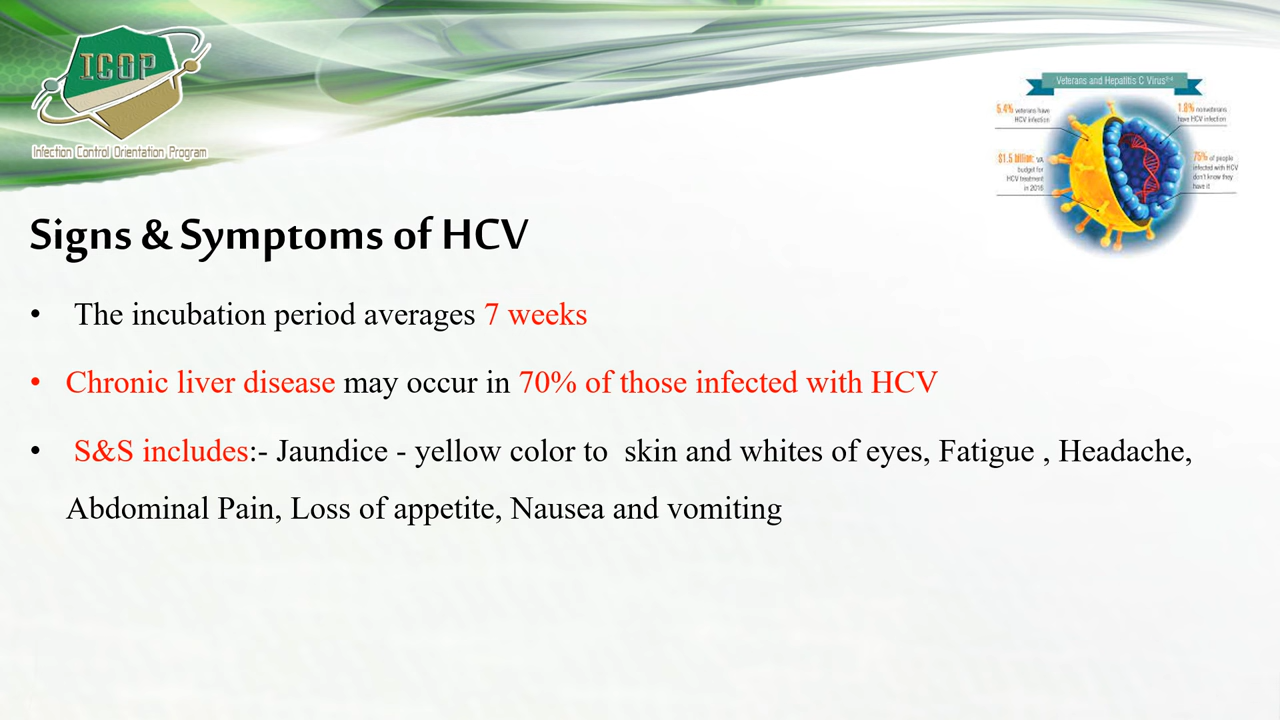 ICOP
Infection Control Orientation Program
Veterans and Hepatitis C Virus²⁻⁴
5.4% veterans have
HCV infection
1.8% nonveterans
have HCV infection
$1.5 billion: VA
budget for
HCV treatment
in 2016
75% of people
infected with HCV
don't know they
have it
Signs & Symptoms of HCV
• The incubation period averages 7 weeks
• Chronic liver disease may occur in 70% of those infected with HCV
• S&S includes:- Jaundice - yellow color to  skin and whites of eyes, Fatigue , Headache,
Abdominal Pain, Loss of appetite, Nausea and vomiting